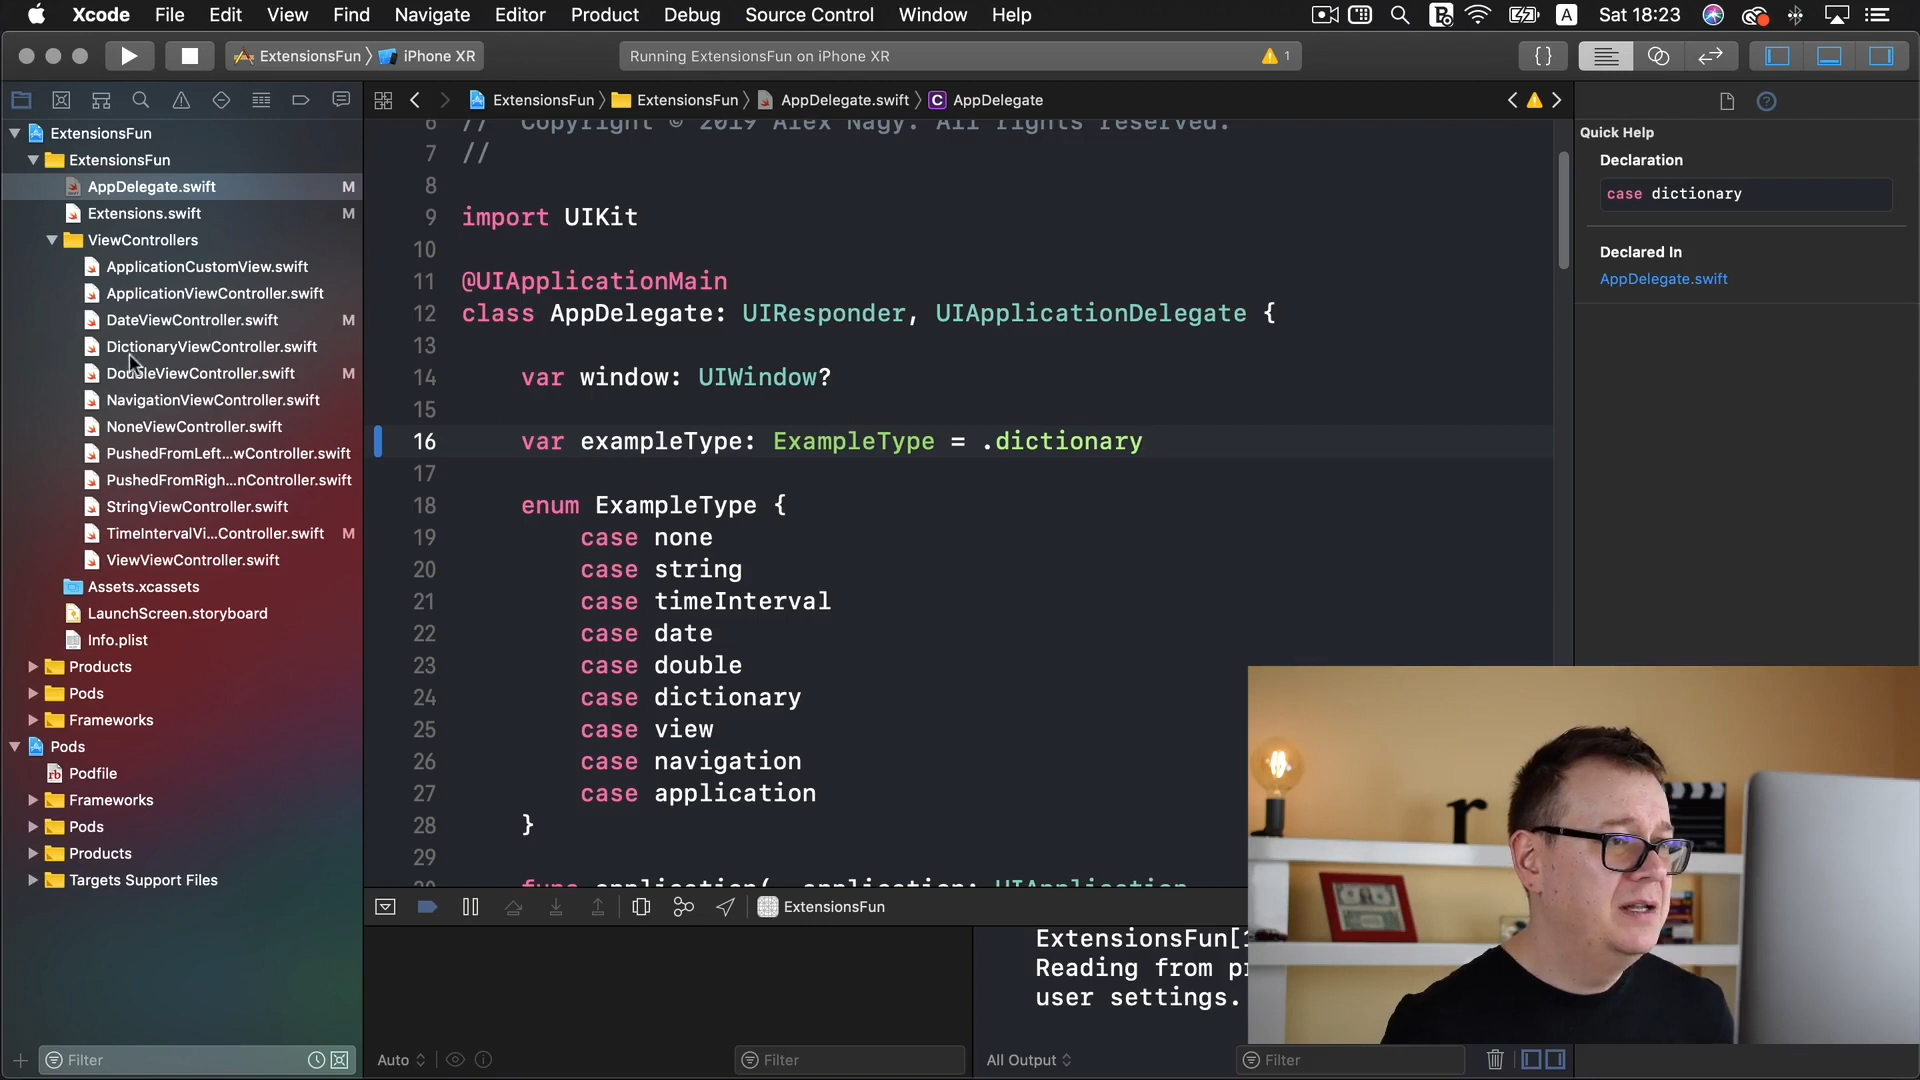 Xcode File Edit View Find Navigate Editor Product Debug Source Control Window Help A Sat 18:23
ExtensionsFun iPhone XR
Running ExtensionsFun on iPhone XR
1
{}
ExtensionsFun ExtensionsFun AppDelegate.swift C AppDelegate
ExtensionsFun
ExtensionsFun
AppDelegate.swift M
Extensions.swift M
ViewControllers
ApplicationCustomView.swift
ApplicationViewController.swift
DateViewController.swift M
DictionaryViewController.swift
DoubleViewController.swift M
NavigationViewController.swift
NoneViewController.swift
PushedFromLeft...wController.swift
PushedFromRigh...nController.swift
StringViewController.swift
TimeIntervalVi...Controller.swift M
ViewViewController.swift
Assets.xcassets
LaunchScreen.storyboard
Info.plist
Products
Pods
Frameworks
Pods
rb Podfile
Frameworks
Pods
Products
Targets Support Files
Filter
6 // Copyright © 2019 Alex Nagy. All rights reserved.
7 //
8
9 import UIKit
10
11 @UIApplicationMain
12 class AppDelegate: UIResponder, UIApplicationDelegate {
13
14 var window: UIWindow?
15
16 var exampleType: ExampleType = .dictionary
17
18 enum ExampleType {
19 case none
20 case string
21 case timeInterval
22 case date
23 case double
24 case dictionary
25 case view
26 case navigation
27 case application
28 }
29
30 func application(_ application: UIApplication
ExtensionsFun
ExtensionsFun[1
Reading from pr
user settings.
Auto
Filter
All Output
Filter
Quick Help
Declaration
case dictionary
Declared In
AppDelegate.swift
r